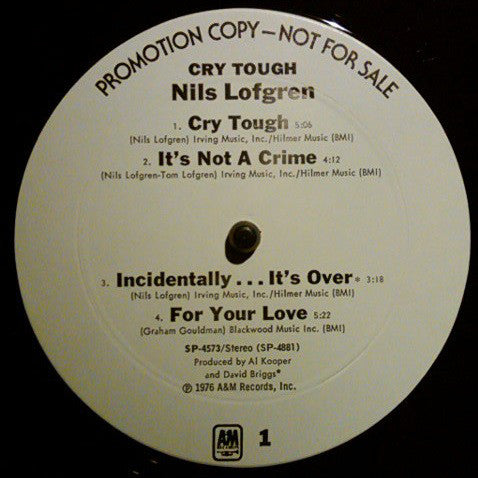 PROMOTION COPY—NOT FOR SALE
CRY TOUGH
Nils Lofgren
1. Cry Tough 5:06
(Nils Lofgren) Irving Music, Inc./Hilmer Music (BMI)
2. It's Not A Crime 4:12
(Nils Lofgren-Tom Lofgren) Irving Music, Inc./Hilmer Music (BMI)
3. Incidentally... It's Over* 3:18
(Nils Lofgren) Irving Music, Inc./Hilmer Music (BMI)
4. For Your Love 5:22
(Graham Gouldman) Blackwood Music Inc. (BMI)
SP-4573/Stereo (SP-4881)
Produced by Al Kooper
and David Briggs*
℗ 1976 A&M Records, Inc.
A&M
RECORDS
1